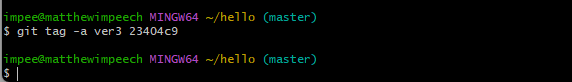 impee@matthewimpeech MINGW64 ~/hello (master)
$ git tag -a ver3 23404c9
impee@matthewimpeech MINGW64 ~/hello (master)
$